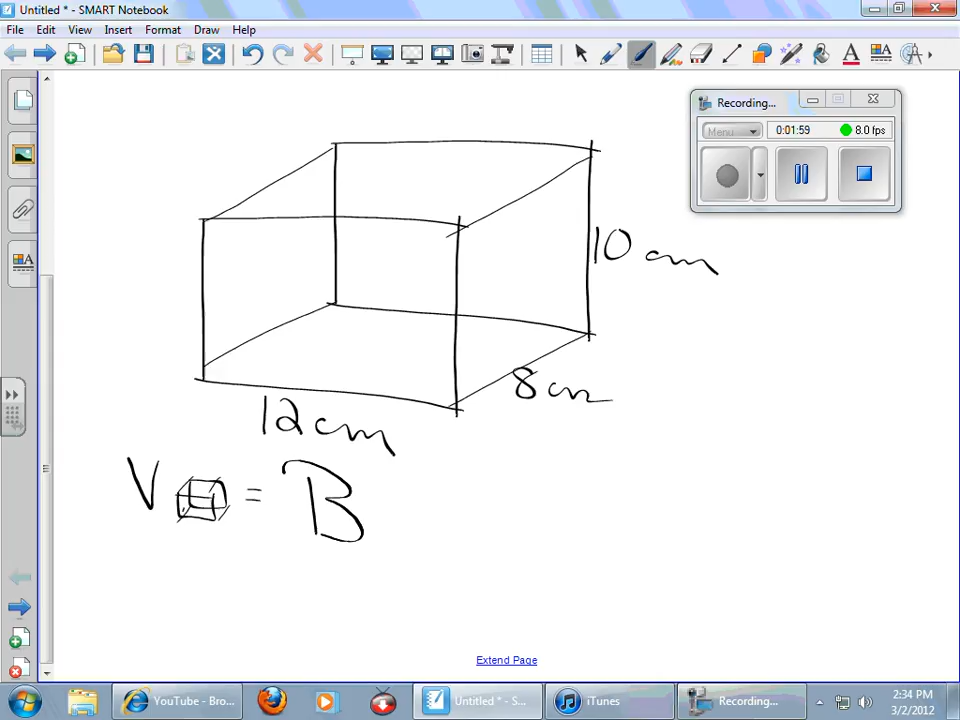 Untitled * - SMART Notebook
File Edit View Insert Format Draw Help
Recording...
Menu 0:01:59 8.0 fps
10 cm
8 cm
12 cm
V = B
Extend Page
YouTube - Bro... Untitled * - S... iTunes Recording... 2:34 PM
3/2/2012